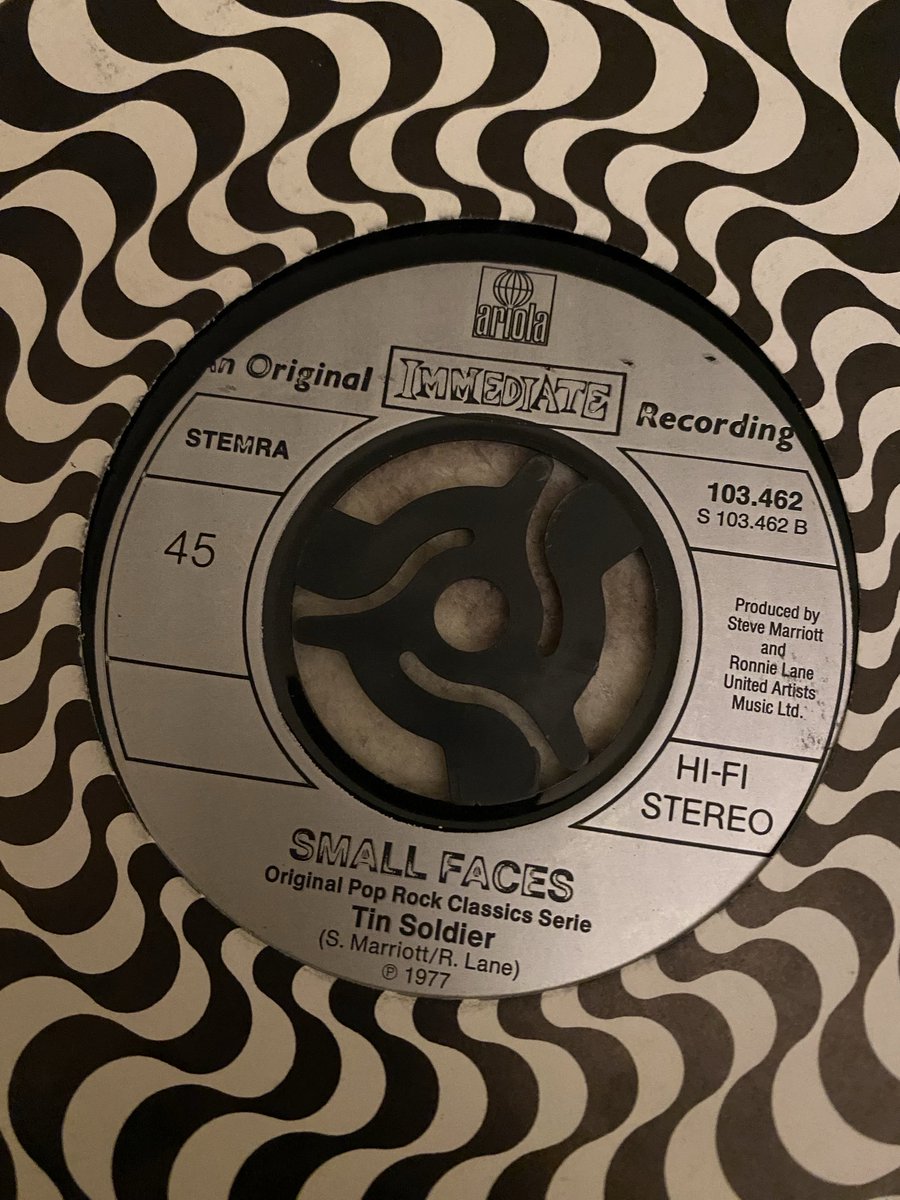 ariola
An Original IMMEDIATE Recording
STEMRA
45
103.462
S 103.462 B
Produced by
Steve Marriott
and
Ronnie Lane
United Artists
Music Ltd.
HI-FI
STEREO
SMALL FACES
Original Pop Rock Classics Serie
Tin Soldier
(S. Marriott/R. Lane)
℗ 1977